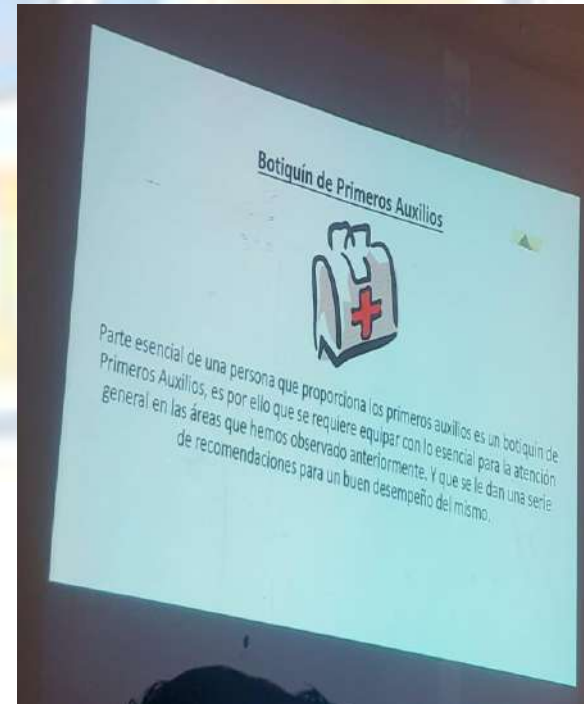 Botiquín de Primeros Auxilios
Parte esencial de una persona que proporciona los primeros auxilios es un botiquín de
Primeros Auxilios, es por ello que se requiere equipar con lo esencial para la atención
general en las áreas que hemos observado anteriormente. Y que se le dan una serie
de recomendaciones para un buen desempeño del mismo.